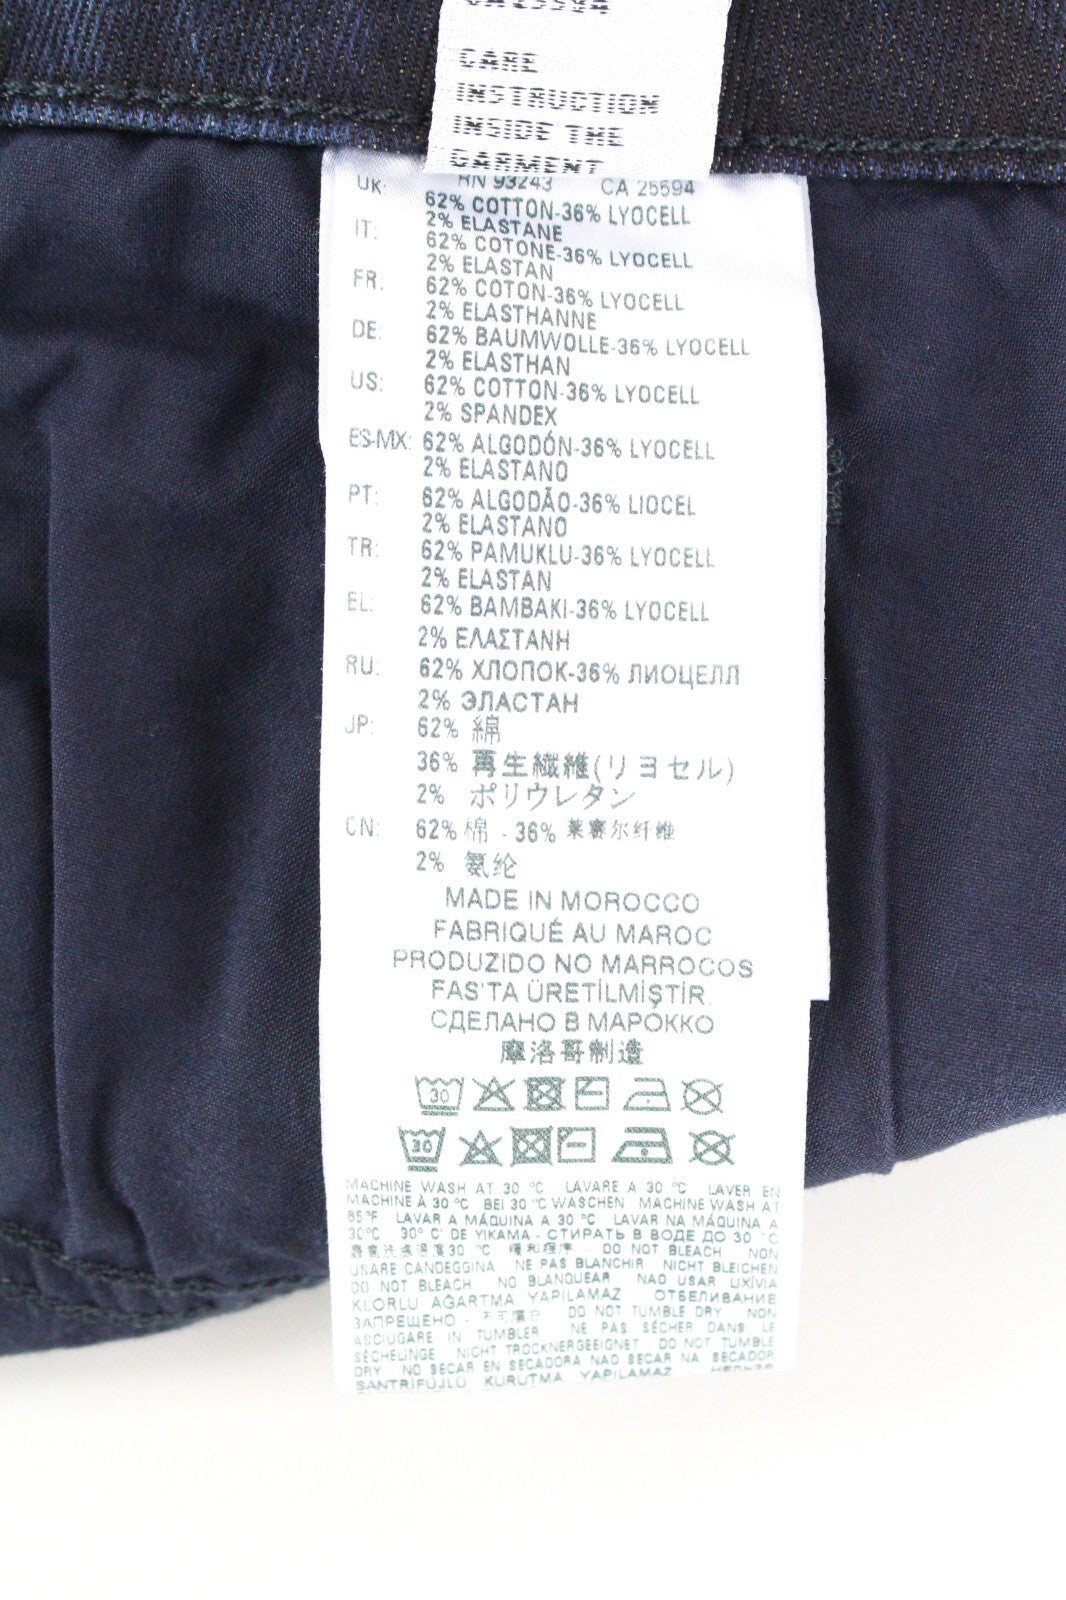 CARE
INSTRUCTION
INSIDE THE
GARMENT
UK: RN 93243 CA 25594
62% COTTON-36% LYOCELL
2% ELASTANE
IT: 62% COTONE-36% LYOCELL
2% ELASTAN
FR: 62% COTON-36% LYOCELL
2% ELASTHANNE
DE: 62% BAUMWOLLE-36% LYOCELL
2% ELASTHAN
US: 62% COTTON-36% LYOCELL
2% SPANDEX
ES-MX: 62% ALGODÓN-36% LYOCELL
2% ELASTANO
PT: 62% ALGODÃO-36% LIOCEL
2% ELASTANO
TR: 62% PAMUKLU-36% LYOCELL
2% ELASTAN
EL: 62% BAMBAKI-36% LYOCELL
2% ΕΛΑΣΤΑΝΗ
RU: 62% ХЛОПОК-36% ЛИОЦЕЛЛ
2% ЭЛАСТАН
JP: 62% 綿
36% 再生繊維(リヨセル)
2% ポリウレタン
CN: 62% 棉 - 36% 莱赛尔纤维
2% 氨纶
MADE IN MOROCCO
FABRIQUÉ AU MAROC
PRODUZIDO NO MARROCOS
FAS'TA ÜRETİLMİŞTİR.
СДЕЛАНО В МАРОККО
摩洛哥制造
30
30
MACHINE WASH AT 30 °C LAVARE A 30 °C LAVER EN
MACHINE À 30 °C BEI 30 °C WASCHEN MACHINE WASH AT
85°F LAVAR A MÁQUINA A 30 °C LAVAR NA MÁQUINA A
30°C 30° C' DE YIKAMA - СТИРАТЬ В ВОДЕ ДО 30 °C
30 °C - DO NOT BLEACH NON
USARE CANDEGGINA NE PAS BLANCHIR NICHT BLEICHEN
DO NOT BLEACH NO BLANQUEAR NAO USAR LIXÍVIA
KLORLU AĞARTMA YAPILAMAZ ОТБЕЛИВАНИЕ
ЗАПРЕЩЕНО - DO NOT TUMBLE DRY NON
ASCIUGARE IN TUMBLER NE PAS SÉCHER DANS LE
SÈCHELINGE NICHT TROCKNERGEEIGNET DO NOT TUMBLE
DRY - NO SECAR EN SECADORA NAO SECAR NA SECADOR
SANTRİFÜJLÜ KURUTMA YAPILAMAZ НЕЛЬЗЯ